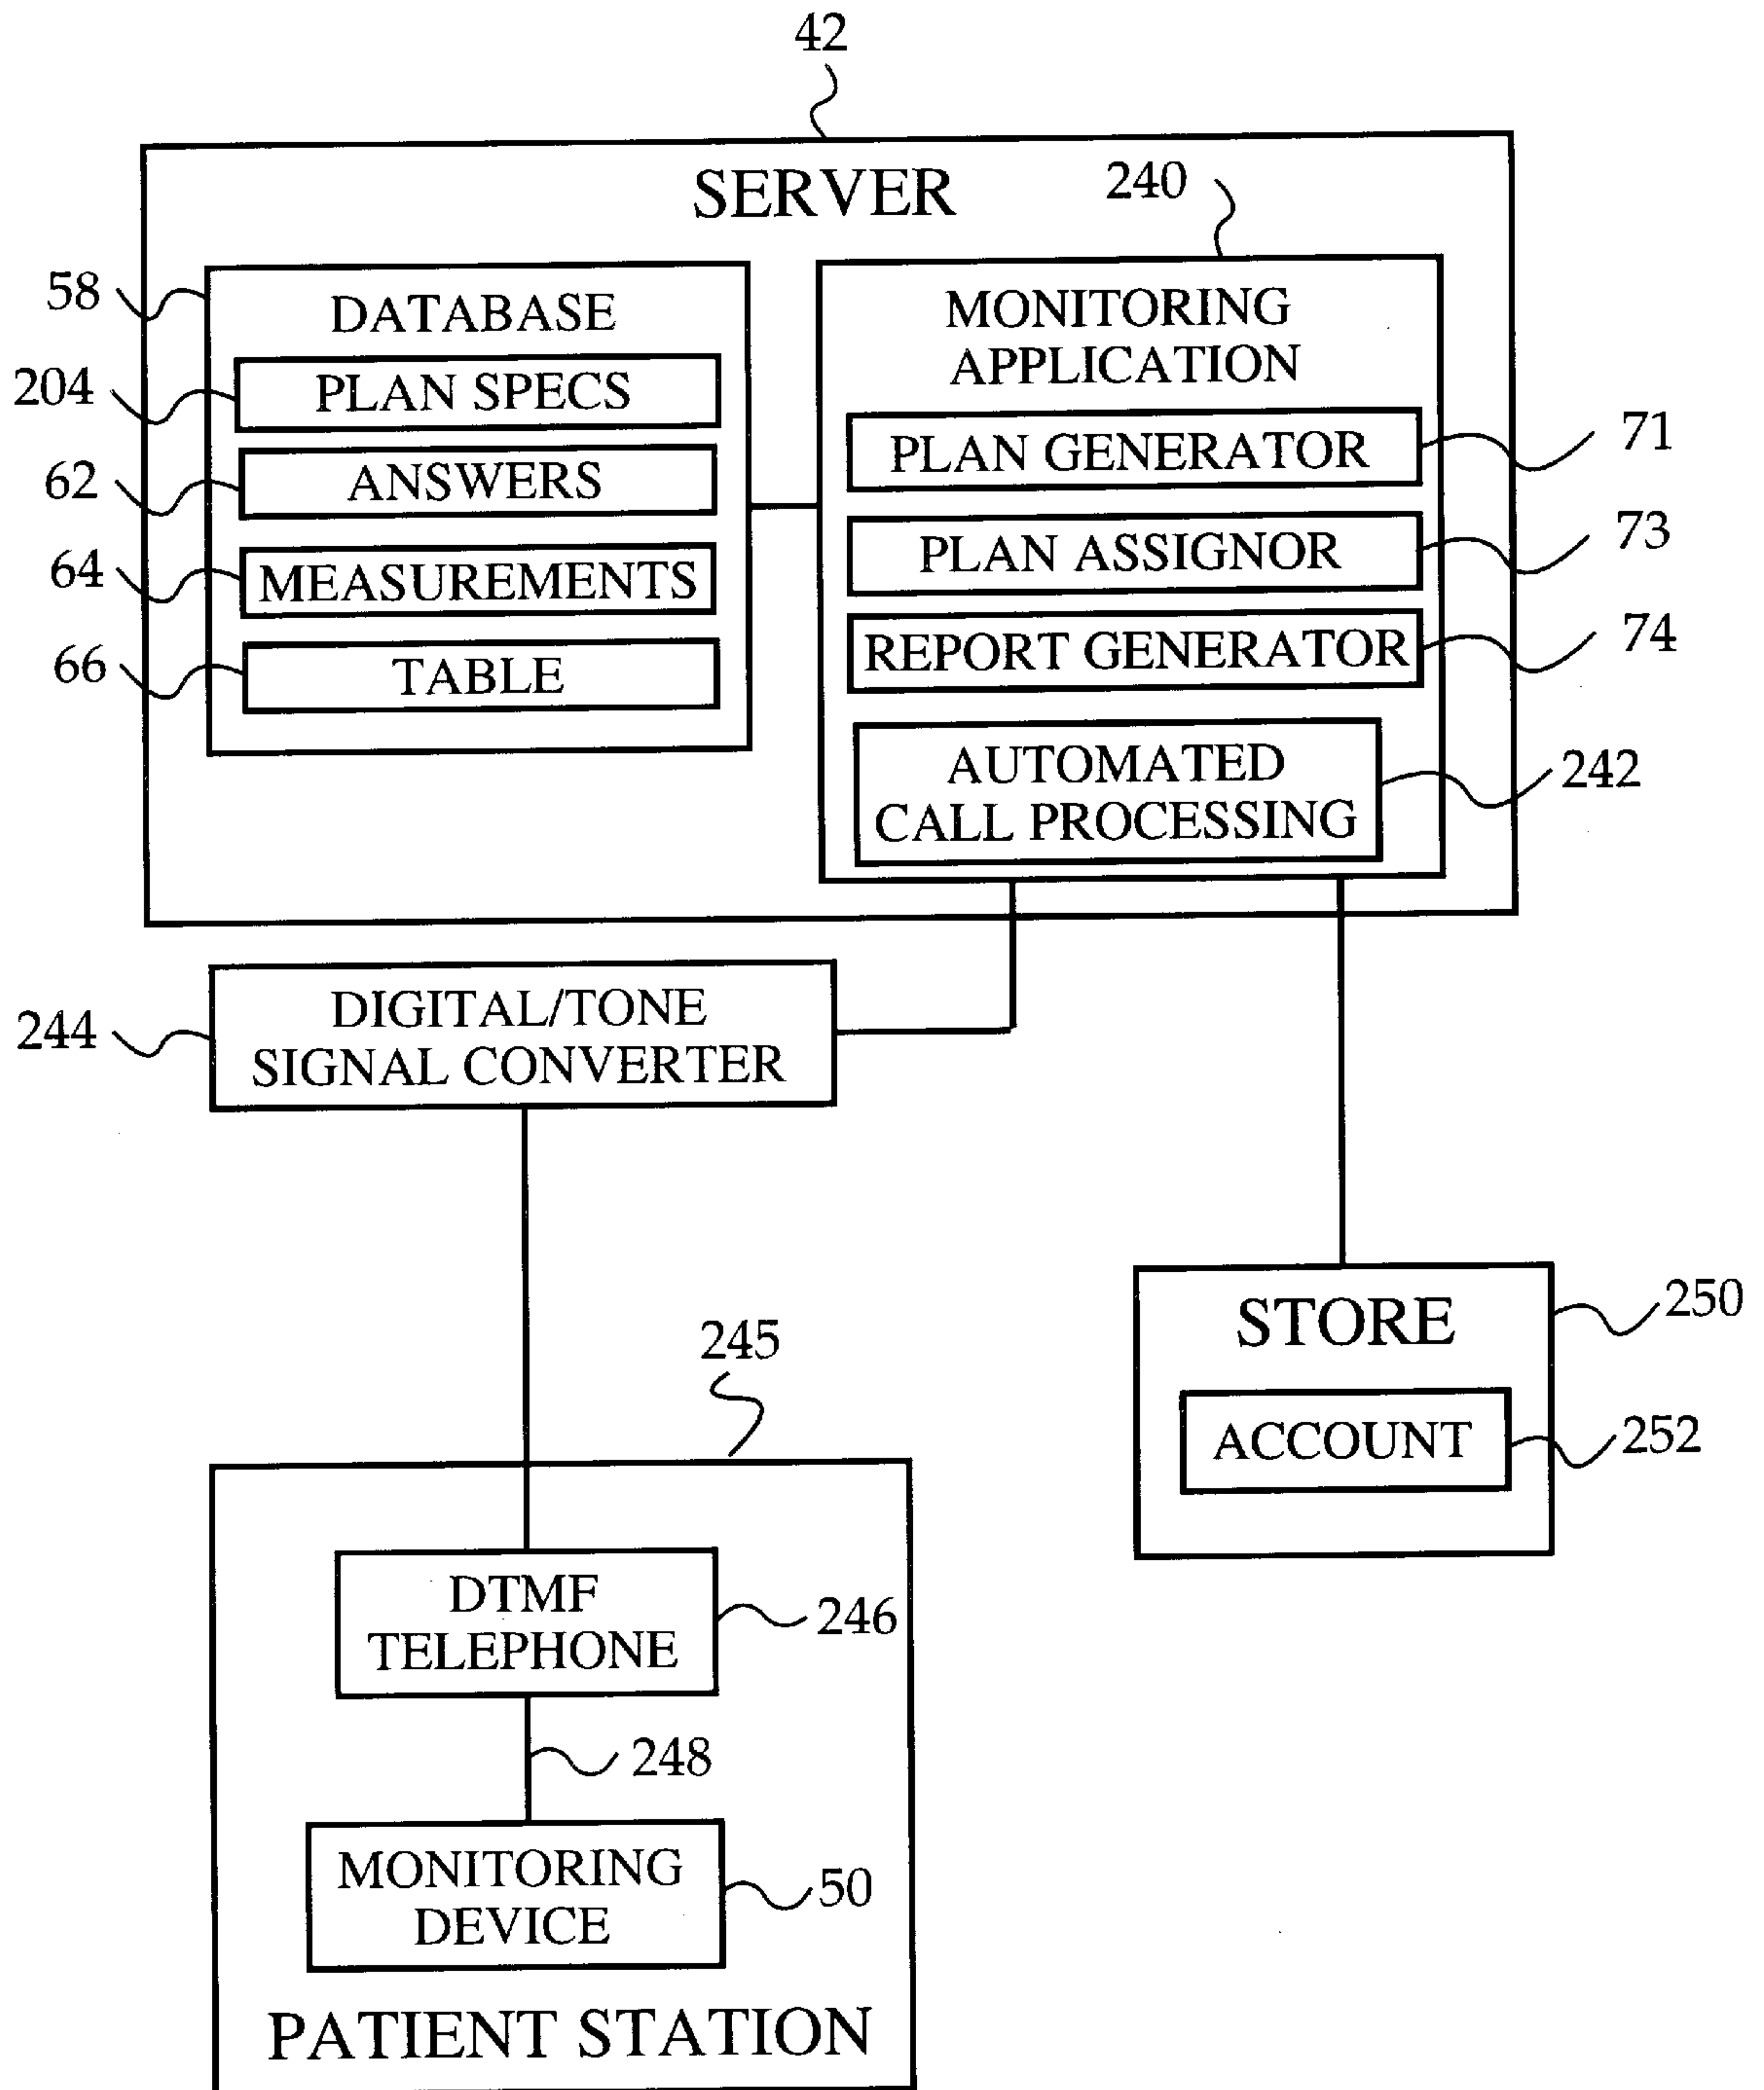 42
SERVER
240
58
DATABASE
204
PLAN SPECS
62
ANSWERS
64
MEASUREMENTS
66
TABLE
MONITORING
APPLICATION
PLAN GENERATOR
71
PLAN ASSIGNOR
73
REPORT GENERATOR
74
AUTOMATED
CALL PROCESSING
242
244
DIGITAL/TONE
SIGNAL CONVERTER
250
STORE
ACCOUNT
252
245
DTMF
TELEPHONE
246
248
MONITORING
DEVICE
50
PATIENT STATION